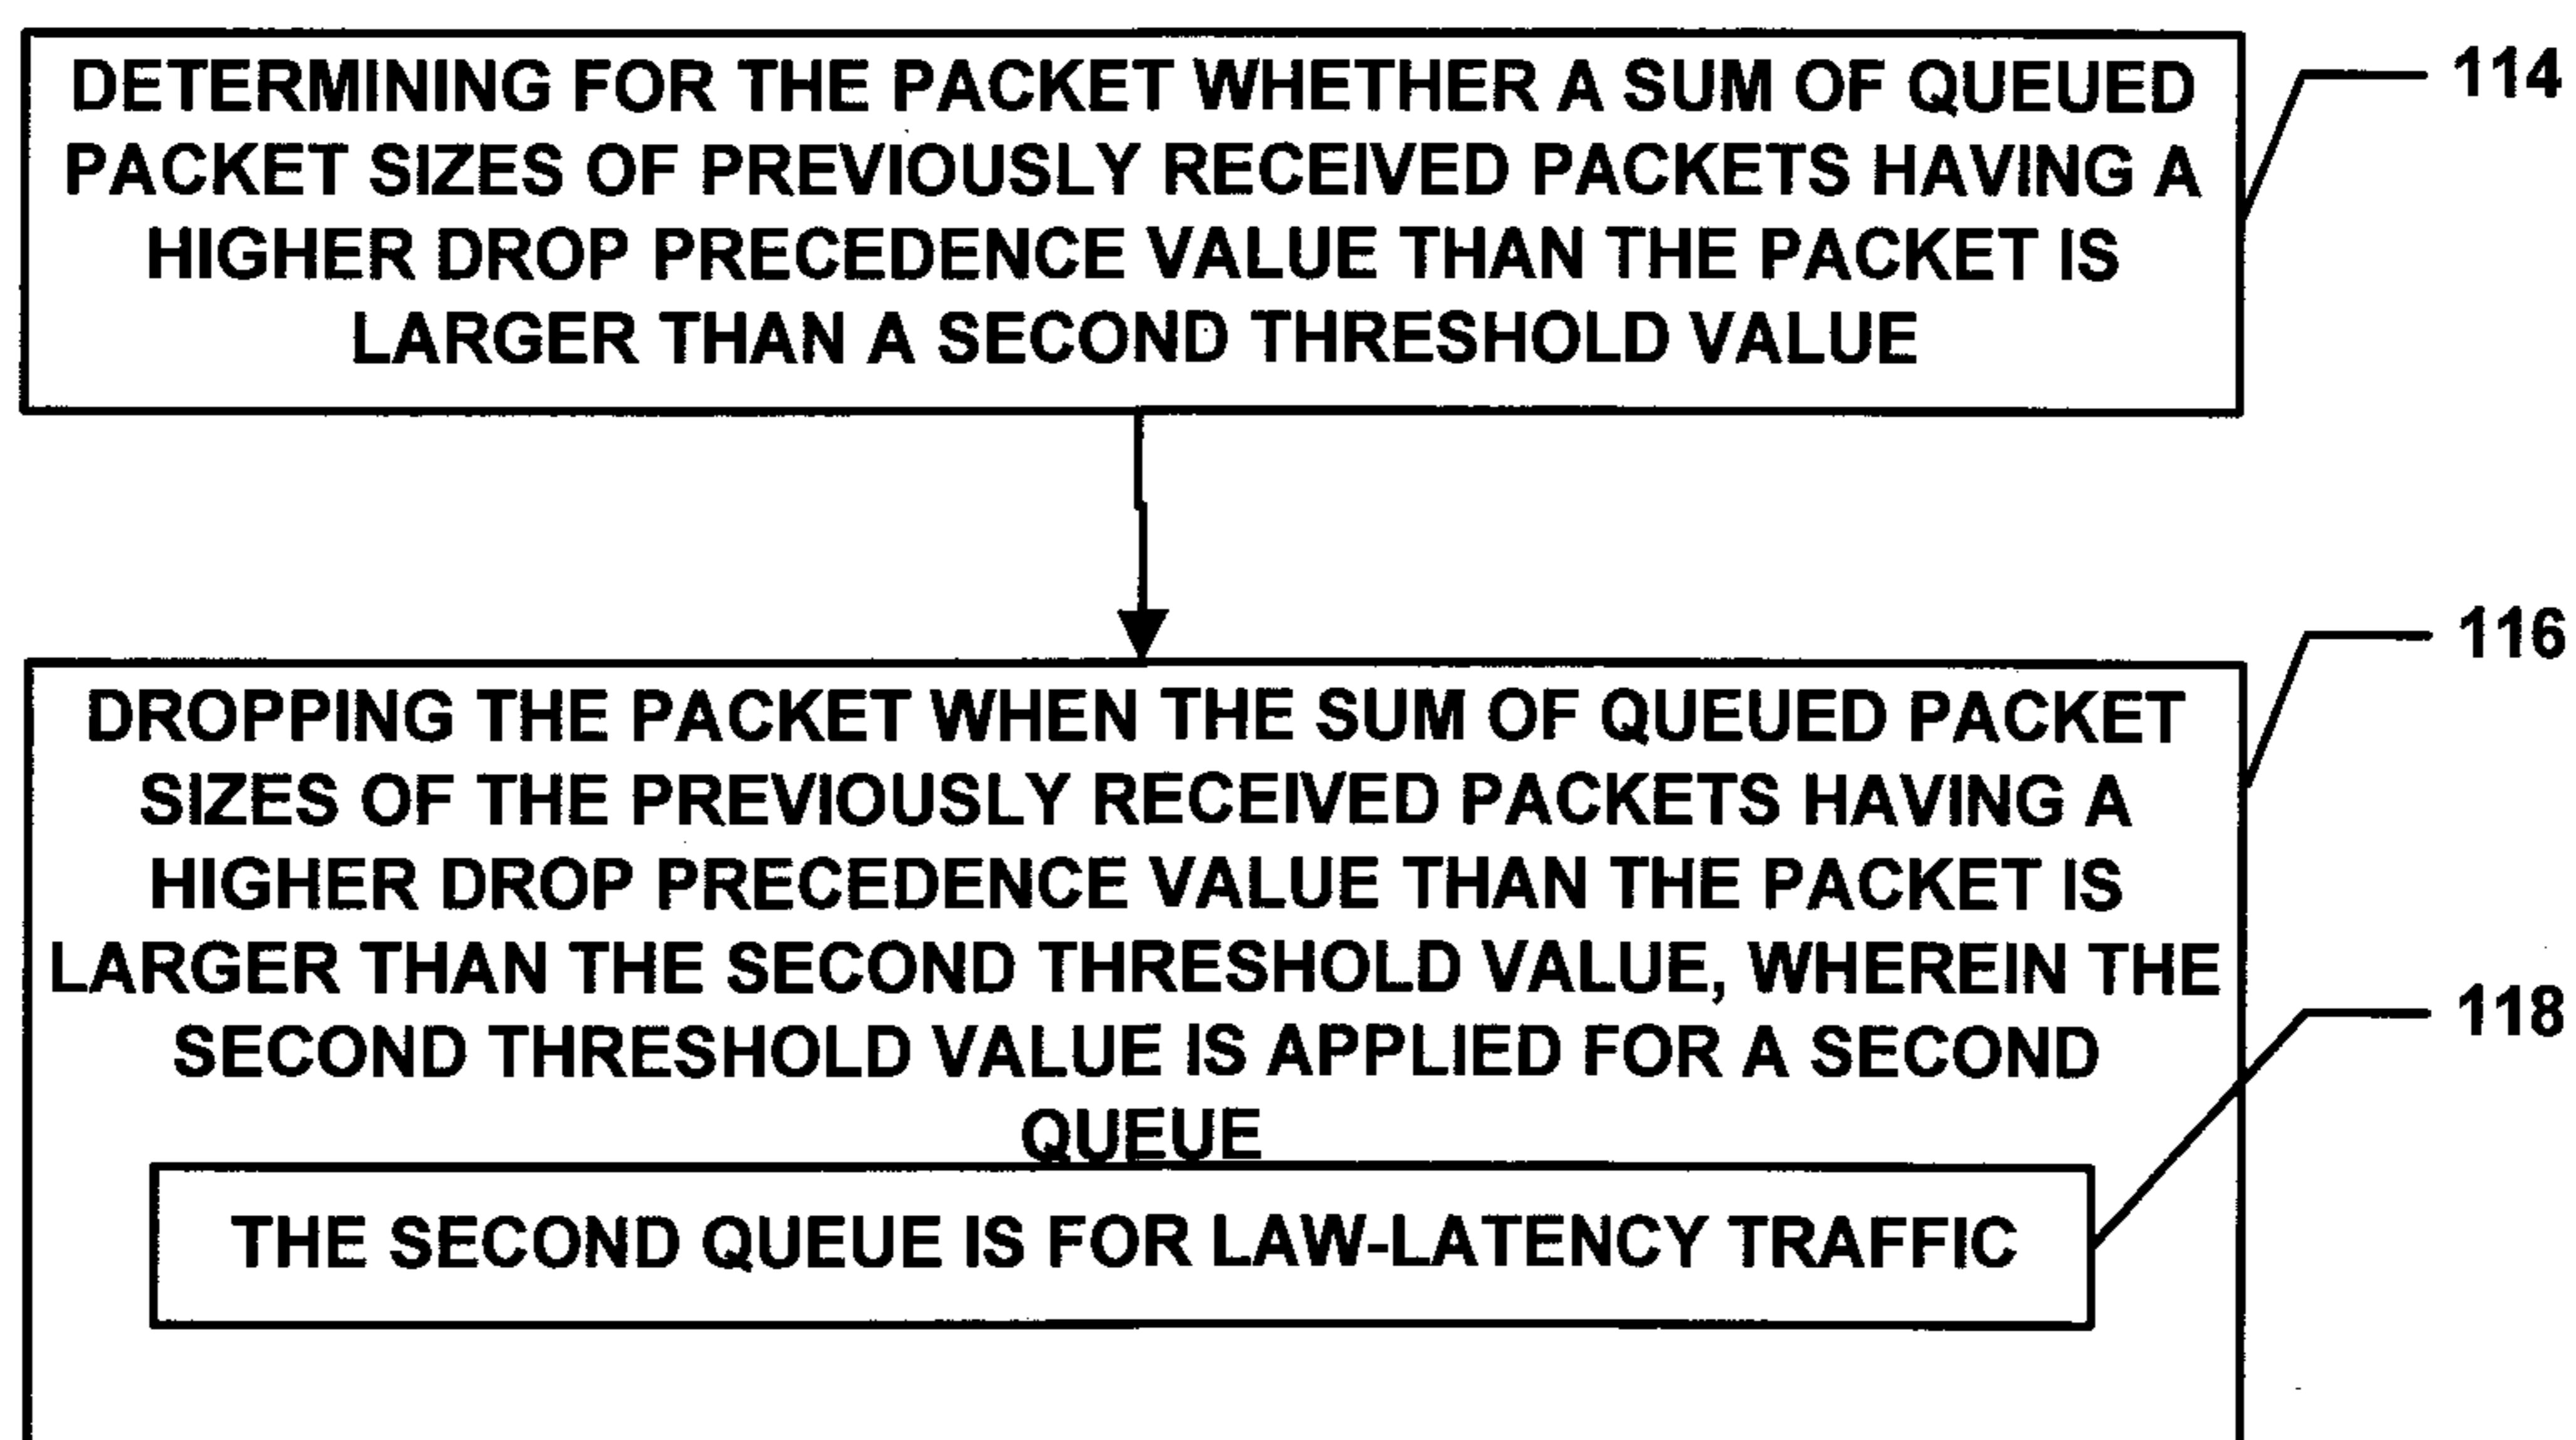 DETERMINING FOR THE PACKET WHETHER A SUM OF QUEUED
PACKET SIZES OF PREVIOUSLY RECEIVED PACKETS HAVING A
HIGHER DROP PRECEDENCE VALUE THAN THE PACKET IS
LARGER THAN A SECOND THRESHOLD VALUE
114
116
DROPPING THE PACKET WHEN THE SUM OF QUEUED PACKET
SIZES OF THE PREVIOUSLY RECEIVED PACKETS HAVING A
HIGHER DROP PRECEDENCE VALUE THAN THE PACKET IS
LARGER THAN THE SECOND THRESHOLD VALUE, WHEREIN THE
SECOND THRESHOLD VALUE IS APPLIED FOR A SECOND
QUEUE
118
THE SECOND QUEUE IS FOR LAW-LATENCY TRAFFIC